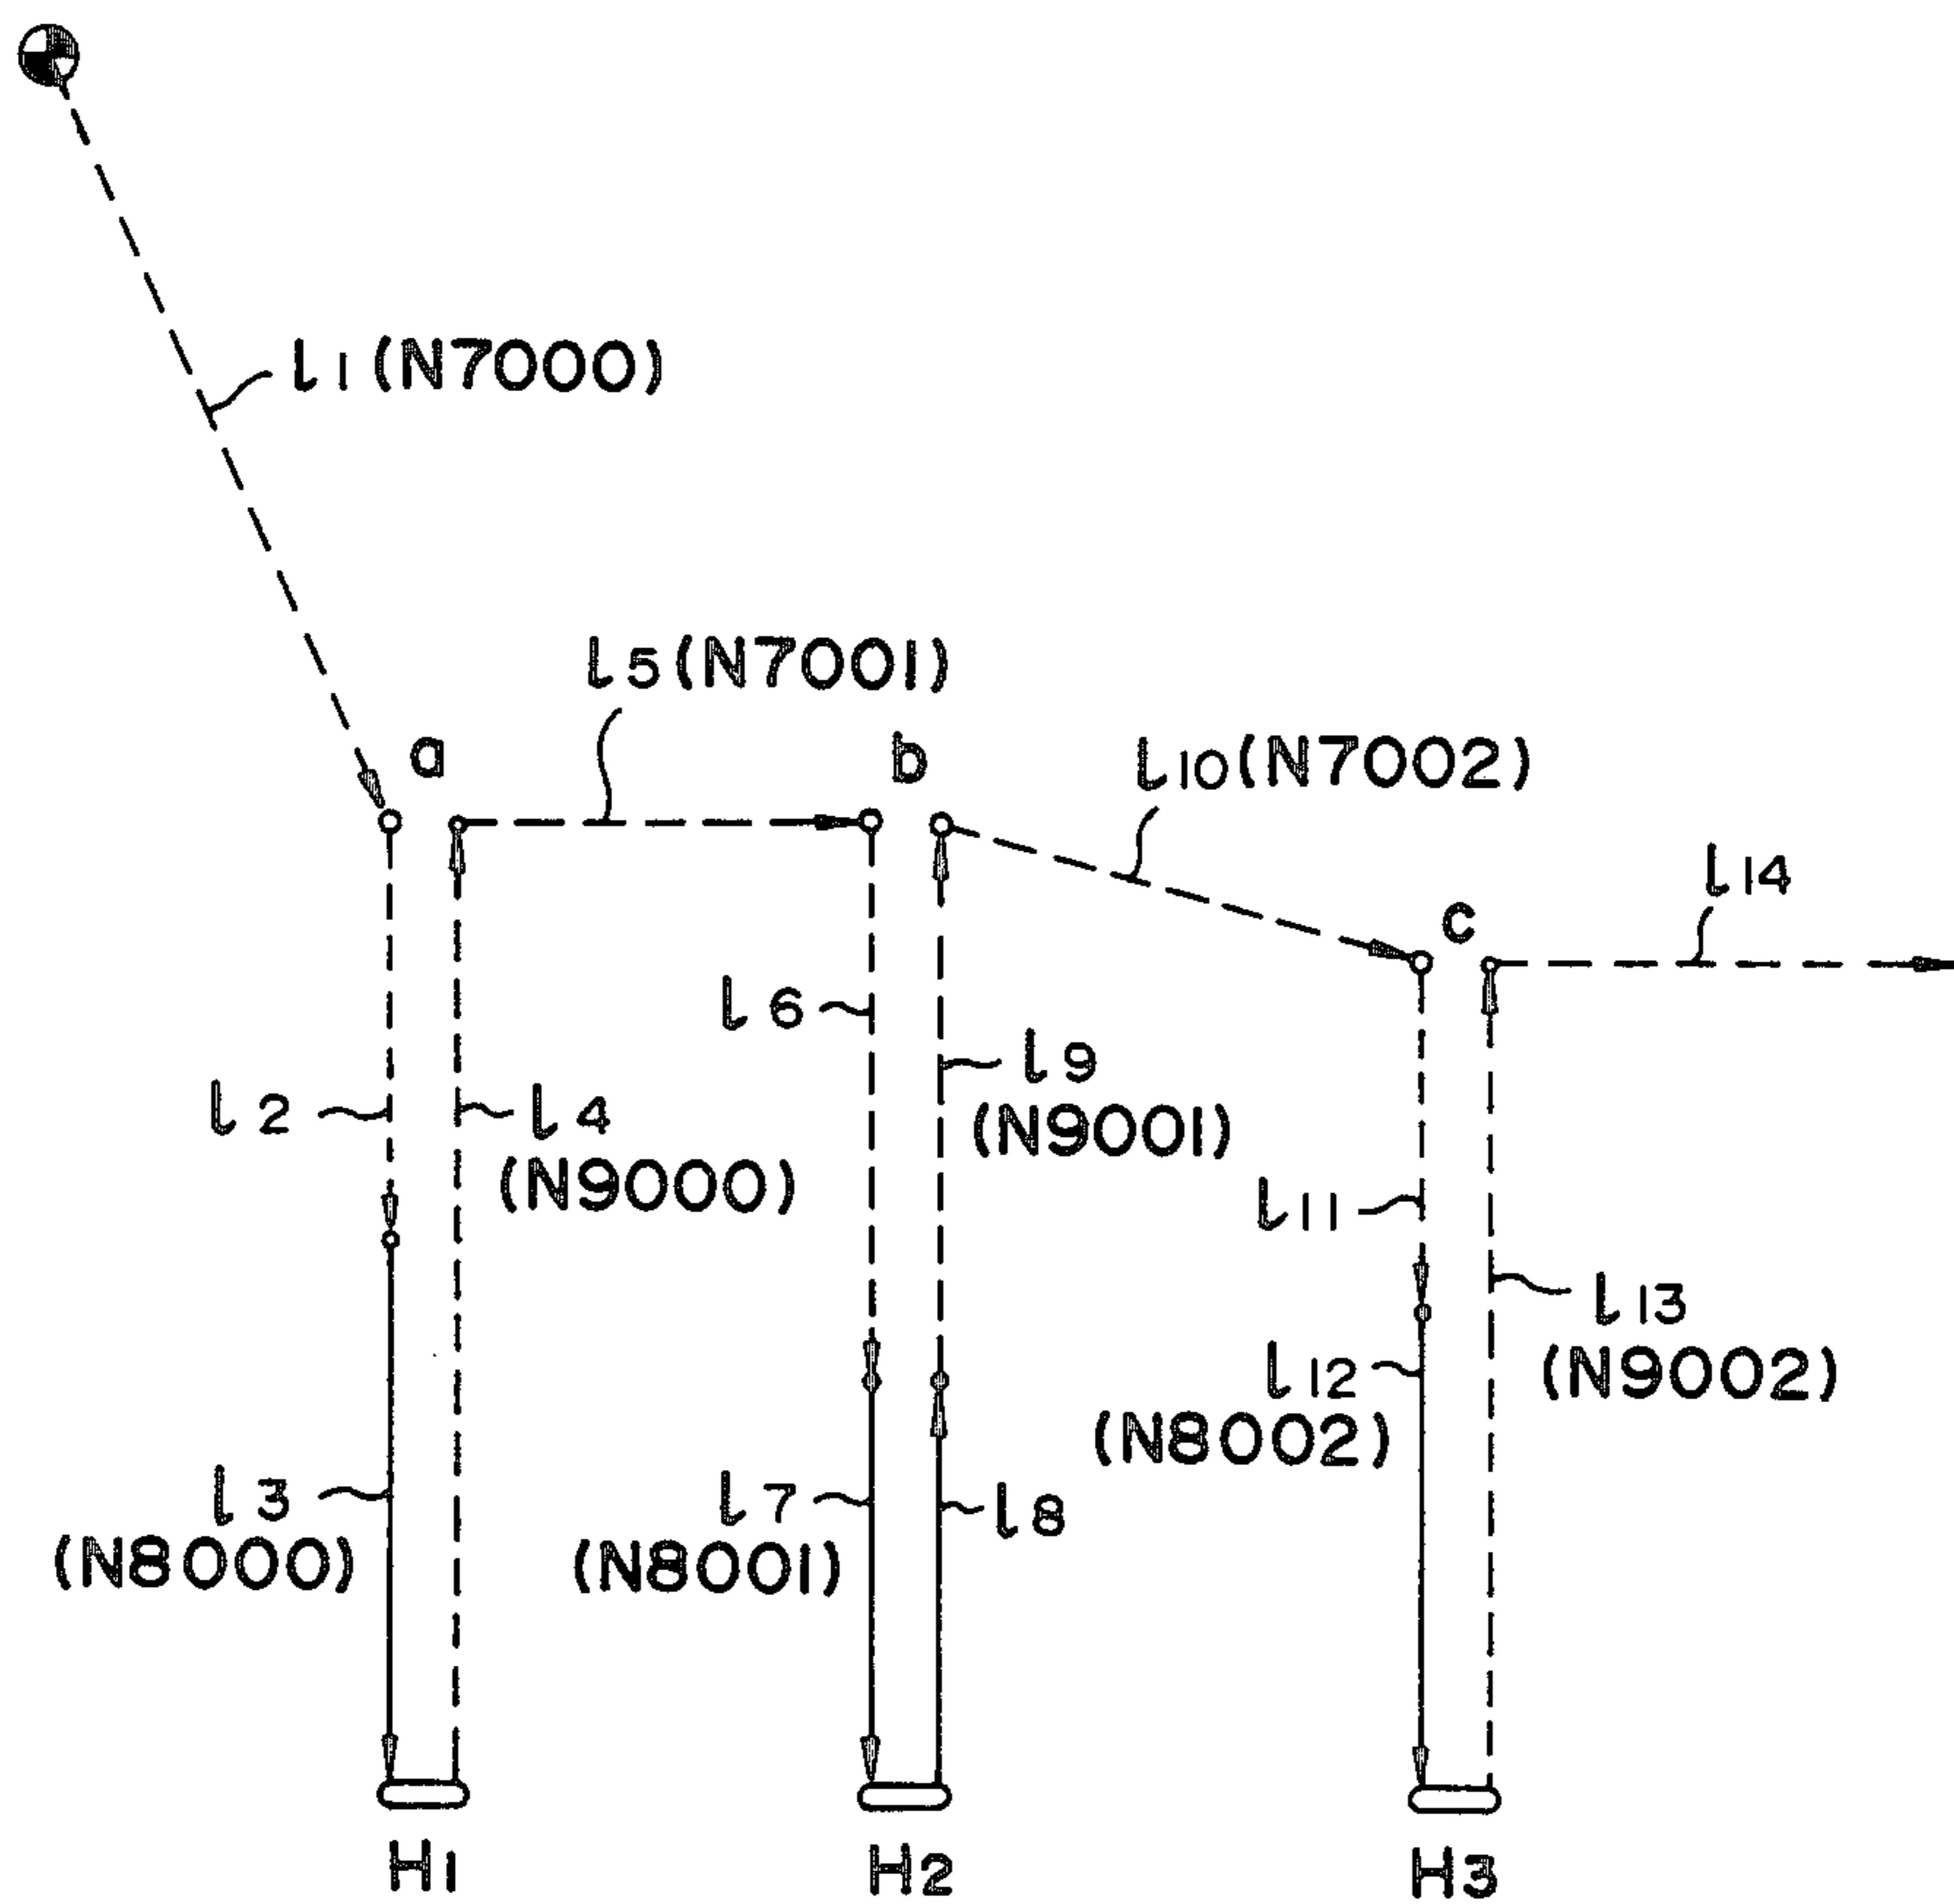 l1(N7000)
l5(N7001)
a
b
l10(N7002)
l14
c
l6
l9
(N9001)
l2
l4
(N9000)
l11
l13
(N9002)
l12
(N8002)
l3
(N8000)
l7
(N8001)
l8
H1
H2
H3